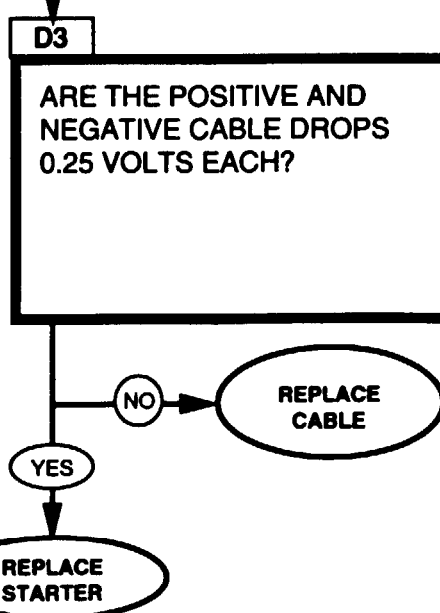 D3
ARE THE POSITIVE AND
NEGATIVE CABLE DROPS
0.25 VOLTS EACH?
NO
REPLACE
CABLE
YES
REPLACE
STARTER